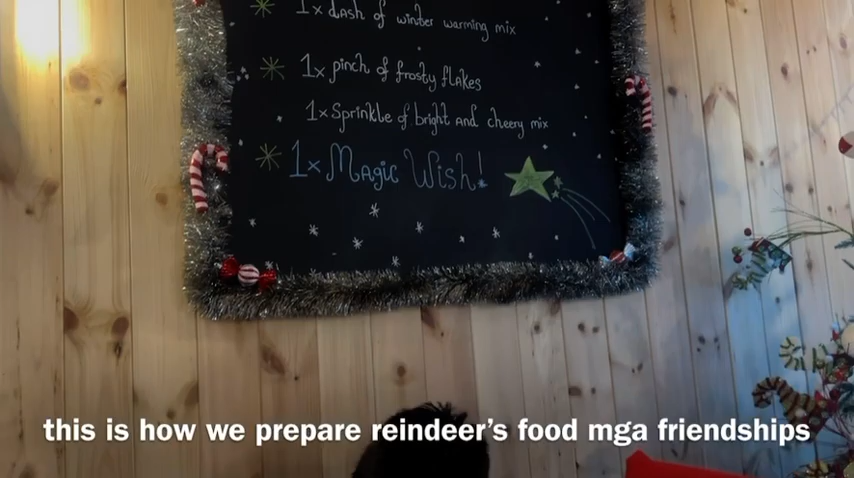 1x dash of winter warming mix
1x pinch of frosty flakes
1x Sprinkle of bright and cheery mix
1x Magic Wish!
this is how we prepare reindeer's food mga friendships